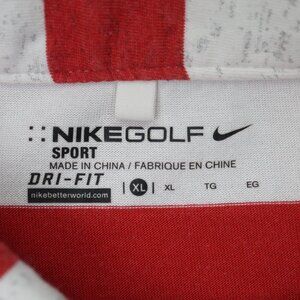 NIKEGOLF
SPORT
MADE IN CHINA / FABRIQUE EN CHINE
DRI-FIT | XL | XL TG EG
nikebetterworld.com